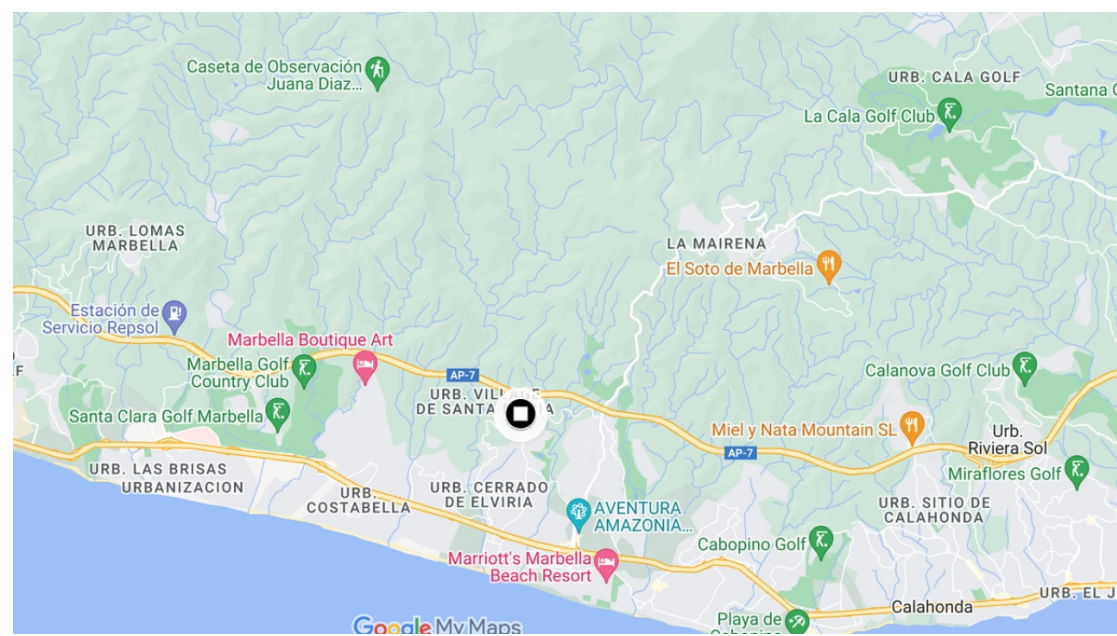 Caseta de Observación
Juana Diaz...
URB. CALA GOLF
Santana G
La Cala Golf Club
URB. LOMAS
MARBELLA
LA MAIRENA
El Soto de Marbella
Estación de
Servicio Repsol
Marbella Boutique Art
Marbella Golf
Country Club
AP-7
Calanova Golf Club
URB. VILLAGE
DE SANTA
Santa Clara Golf Marbella
Miel y Nata Mountain SL
Urb.
Riviera Sol
AP-7
Miraflores Golf
URB. LAS BRISAS
URBANIZACION
URB. CERRADO
DE ELVIRIA
URB.
COSTABELLA
URB. SITIO DE
CALAHONDA
AVENTURA
AMAZONIA...
Cabopino Golf
Marriott's Marbella
Beach Resort
URB. EL J
Calahonda
Playa de
Cabopino
Google My Maps